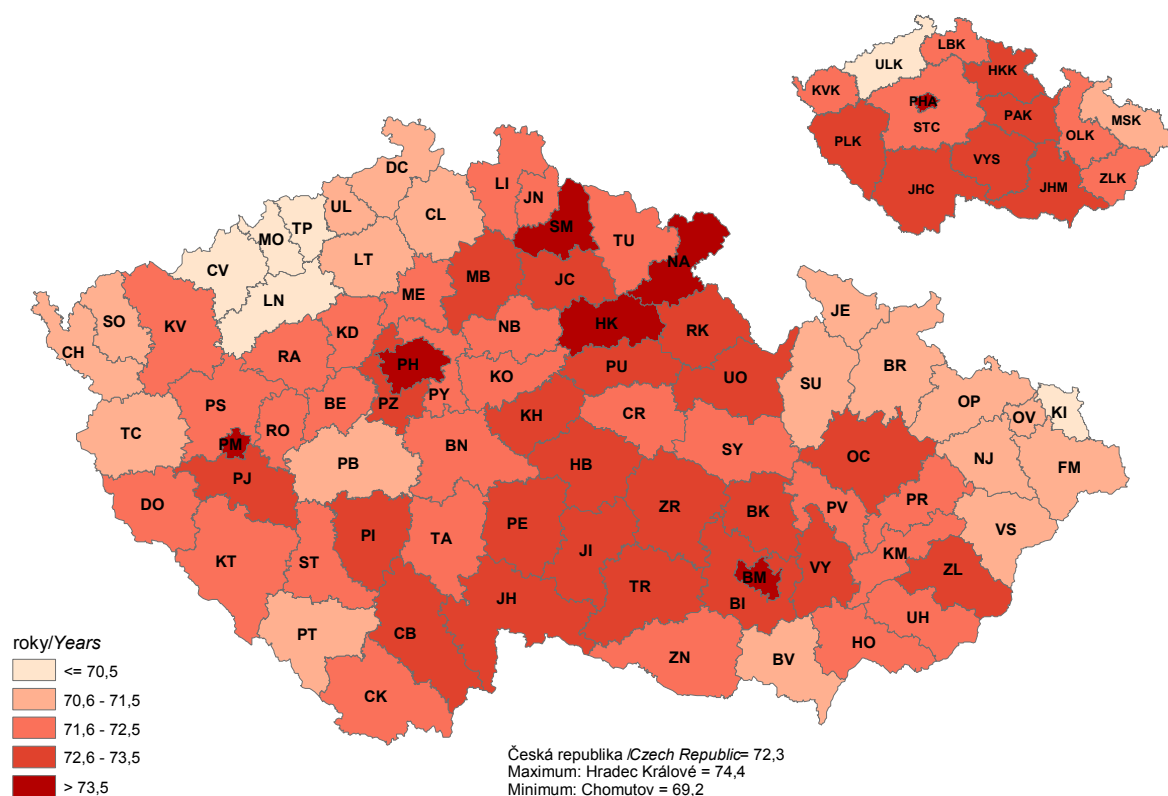 LBK
ULK
HKK
KVK
PHA
MSK
PAK
STC
OLK
PLK
VYS
ZLK
JHC
JHM
DC
LI
JN
UL
CL
SM
TP
TU
MO
LT
NA
CV
MB
JC
LN
ME
SO
KV
JE
CH
HK
RK
NB
KD
RA
BR
PH
PU
UO
SU
KO
PS
BE
PZ
PY
OP
OV
KI
KH
CR
TC
RO
PM
BN
SY
OC
NJ
FM
PB
HB
PJ
DO
PR
ZR
BK
PV
VS
PI
PE
TA
JI
KT
ST
KM
VY
ZL
BM
TR
JH
BI
UH
CB
PT
HO
ZN
BV
CK
roky/Years
<= 70,5
70,6 - 71,5
71,6 - 72,5
72,6 - 73,5
> 73,5
Česká republika /Czech Republic= 72,3
Maximum: Hradec Králové = 74,4
Minimum: Chomutov = 69,2